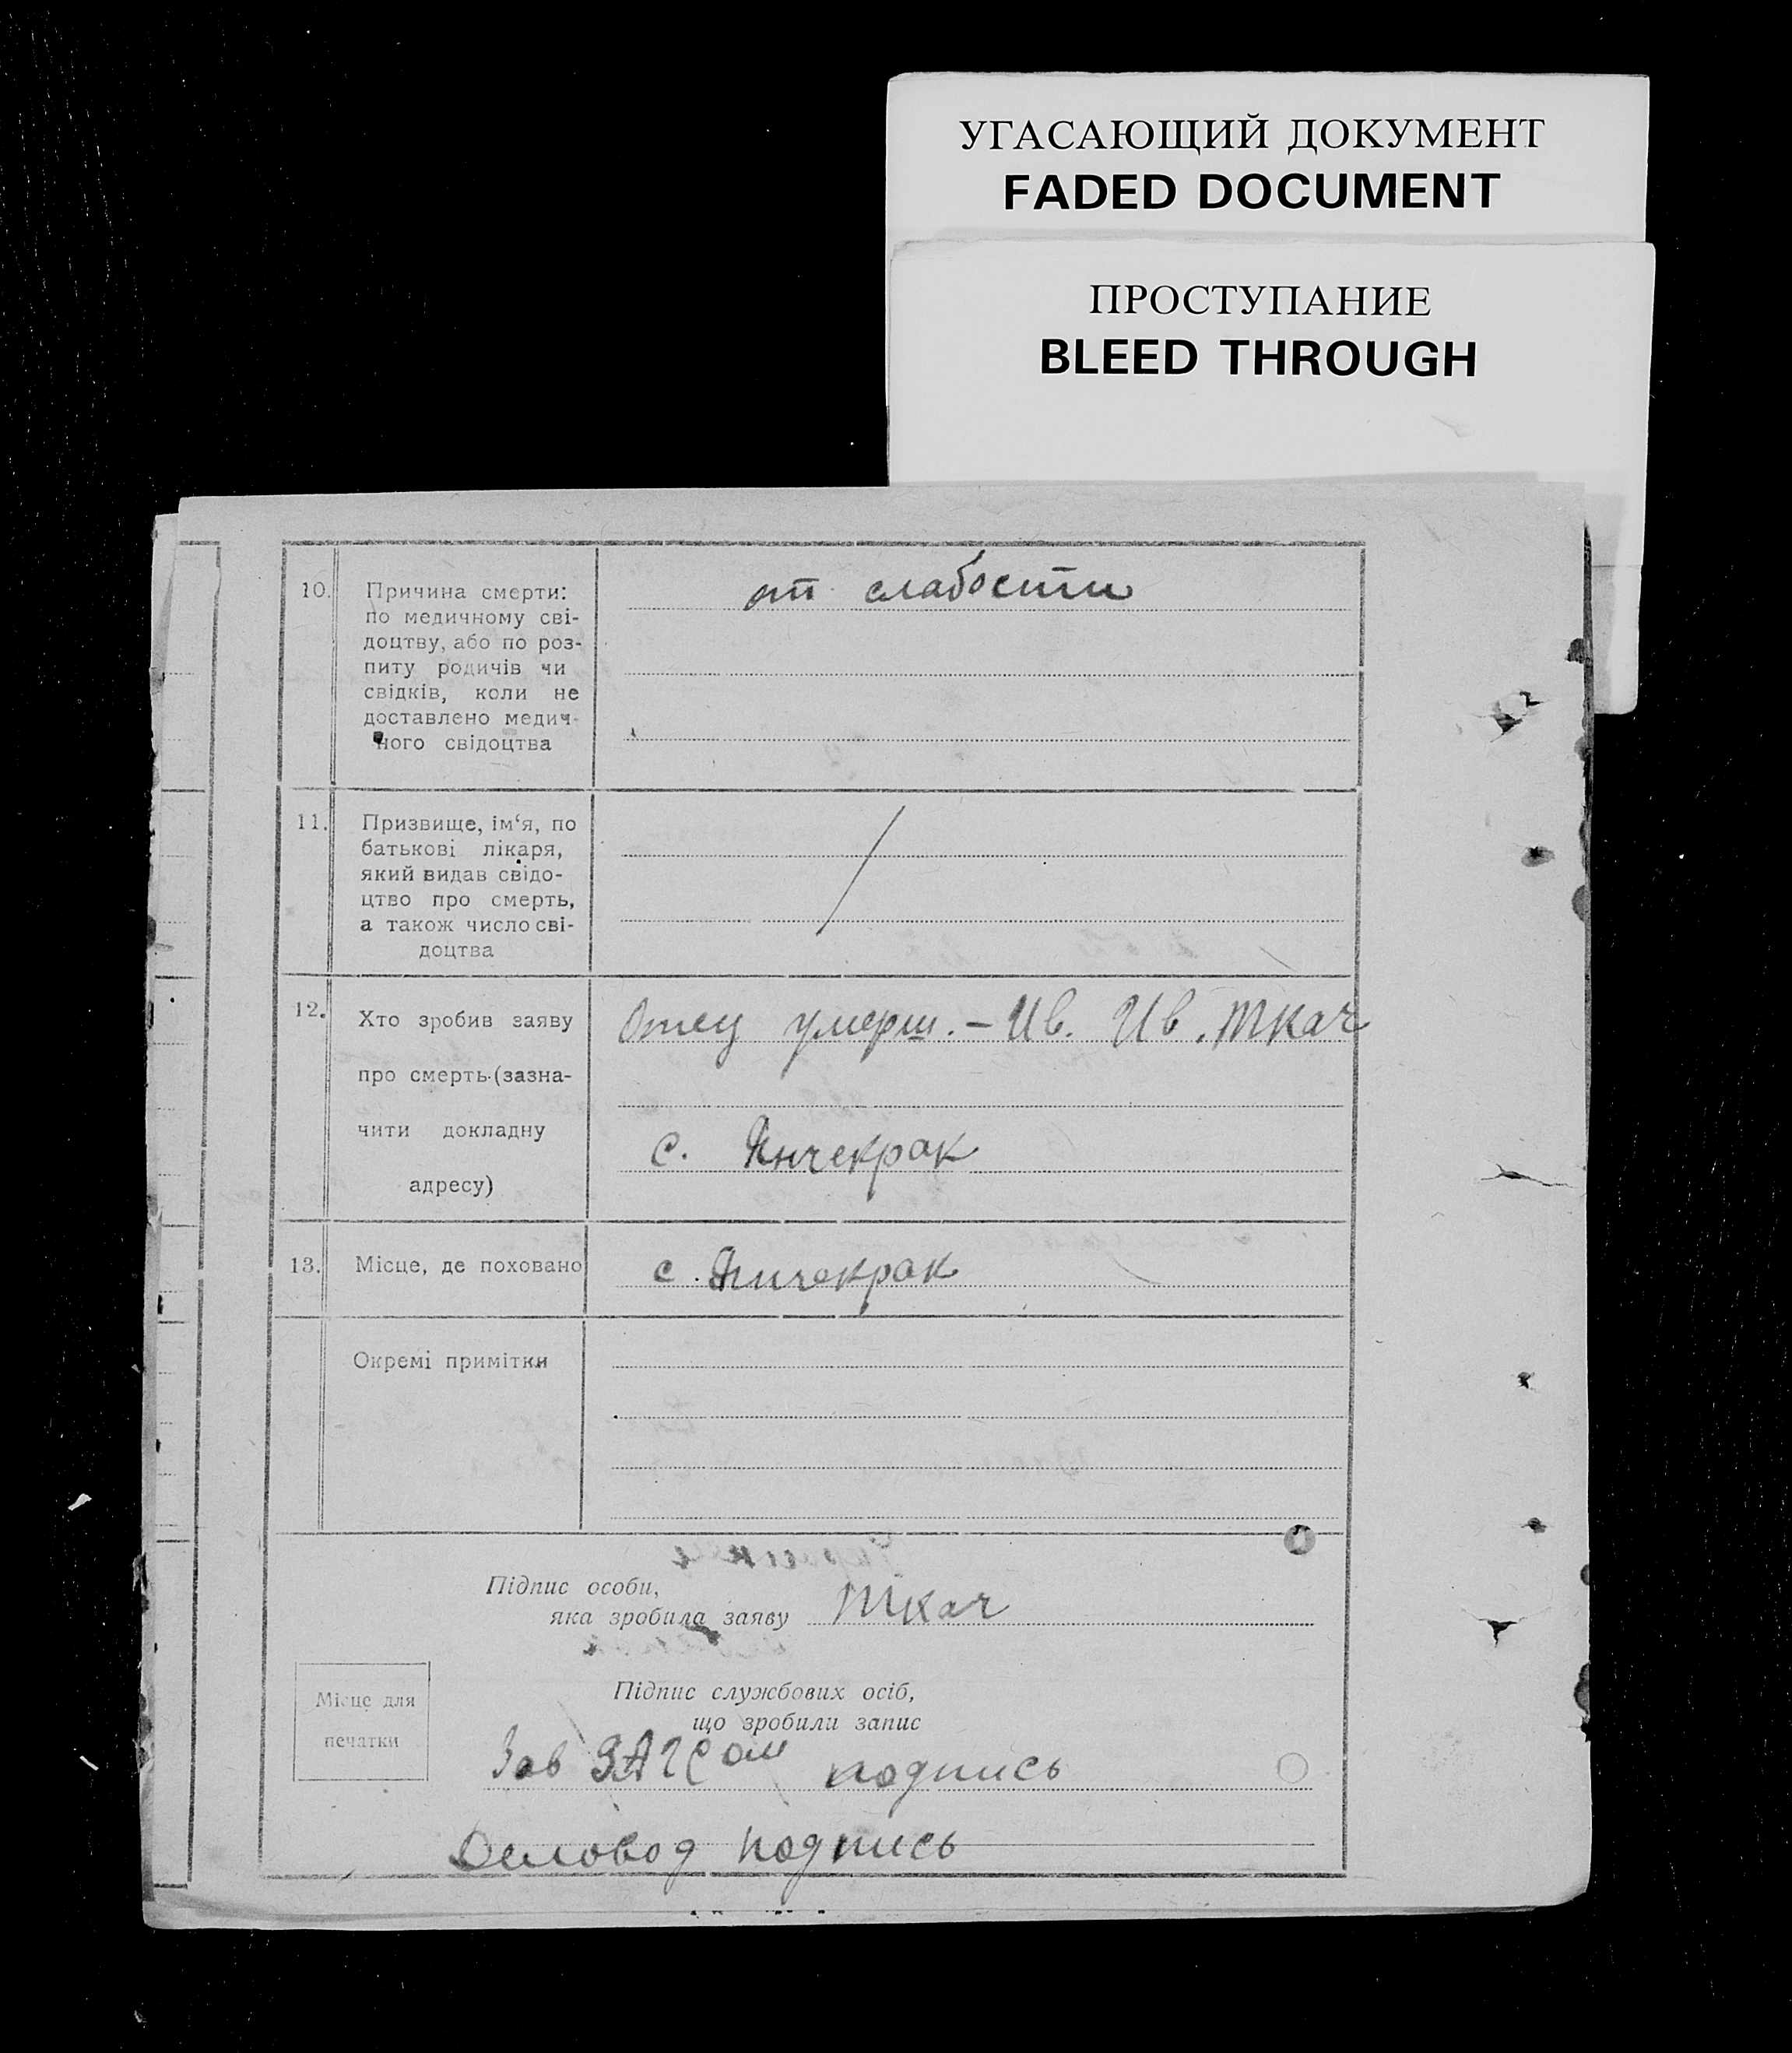 УГАСАЮЩИЙ ДОКУМЕНТ
FADED DOCUMENT
ПРОСТУПАНИЕ
BLEED THROUGH
10. Причина смерти: от слабости
по медичному сві-
доцтву, або по роз-
питу родичів чи
свідків, коли не
доставлено медич-
ного свідоцтва
11. Призвище, ім‘я, по
батькові лікаря,
який видав свідо-
цтво про смерть,
а також число сві-
доцтва
12. Хто зробив заяву Отец умерш. – Ив. Ив. Ткач
про смерть (зазна-
чити докладну с. Янчекрак
адресу)
13. Місце, де поховано с. Янчекрак
Окремі примітки
Підпис особи,
яка зробила заяву Ткач
Місце для
печатки
Підпис службових осіб,
що зробили запис
Зав ЗАГСом подпись
Деловод подпись